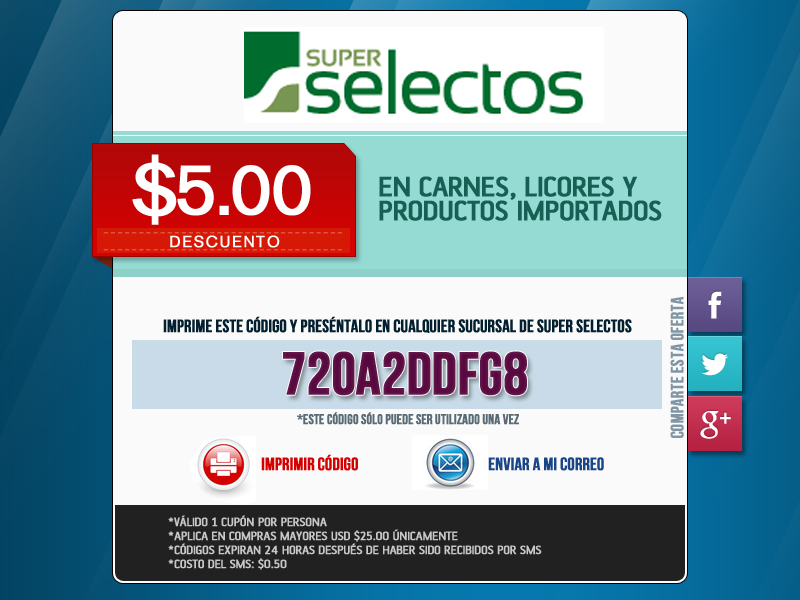 SUPER
selectos
$5.00
DESCUENTO
EN CARNES, LICORES Y
PRODUCTOS IMPORTADOS
IMPRIME ESTE CÓDIGO Y PRESÉNTALO EN CUALQUIER SUCURSAL DE SUPER SELECTOS
720A2DDFG8
*ESTE CÓDIGO SÓLO PUEDE SER UTILIZADO UNA VEZ
IMPRIMIR CÓDIGO
ENVIAR A MI CORREO
COMPARTE ESTA OFERTA
f
g+
*VÁLIDO 1 CUPÓN POR PERSONA
*APLICA EN COMPRAS MAYORES USD $25.00 ÚNICAMENTE
*CÓDIGOS EXPIRAN 24 HORAS DESPUÉS DE HABER SIDO RECIBIDOS POR SMS
*COSTO DEL SMS: $0.50